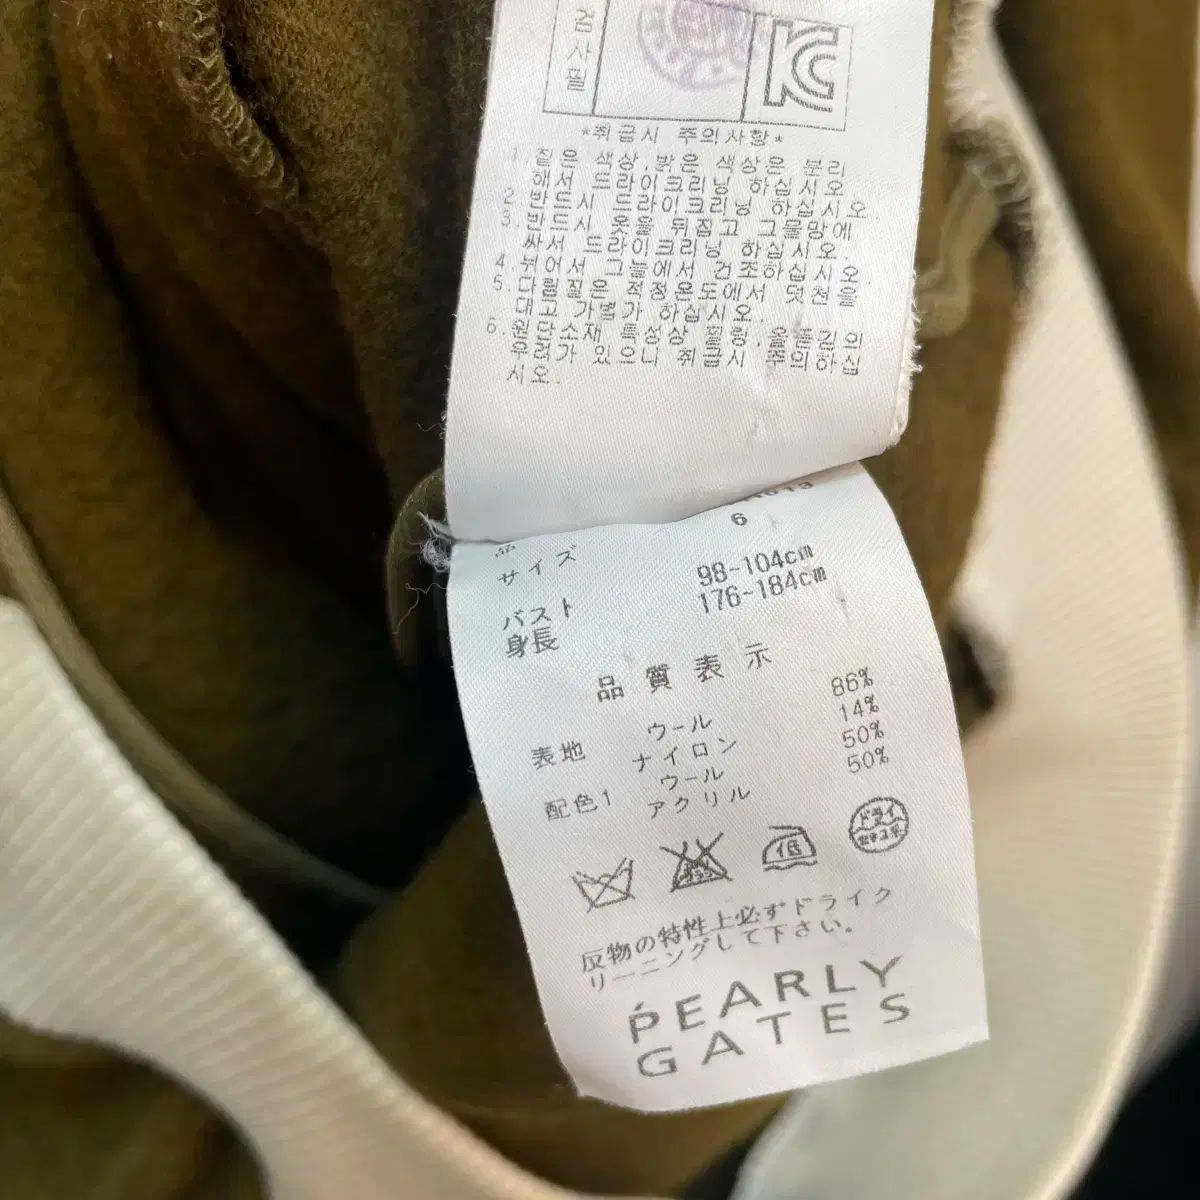 검사필
*취급시 주의사항*
1.짙은 색상,밝은 색상은 분리
해서 드라이크리닝 하십시오.
2.반드시 드라이크리닝 하십시오.
3.반드시 옷을 뒤집고 그물망에
싸서 드라이크리닝 하십시오.
4.뉘어서 그늘에서 건조하십시오.
5.다림질은 적정온도에서 덧천을
대고 가볍가 하십시오.
6.원단소재 특성상 필링,올뜯김의
우려가 있으니 취급시 주의하십
시오.
サイズ 6
バスト 98-104cm
身長 176-184cm
品質表示
表地 ウール 86%
ナイロン 14%
配色1 ウール 50%
アクリル 50%
低
ドライ
セキユ系
反物の特性上必ずドライク
リーニングして下さい。
PEARLY
GATES